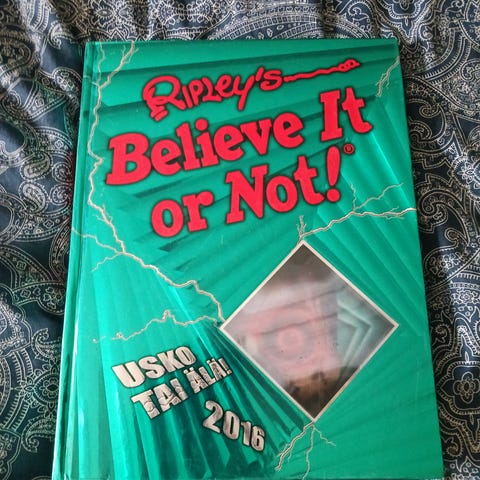 RIPLEY'S
Believe It
or Not!®
USKO
TAI ÄLÄ!
2016